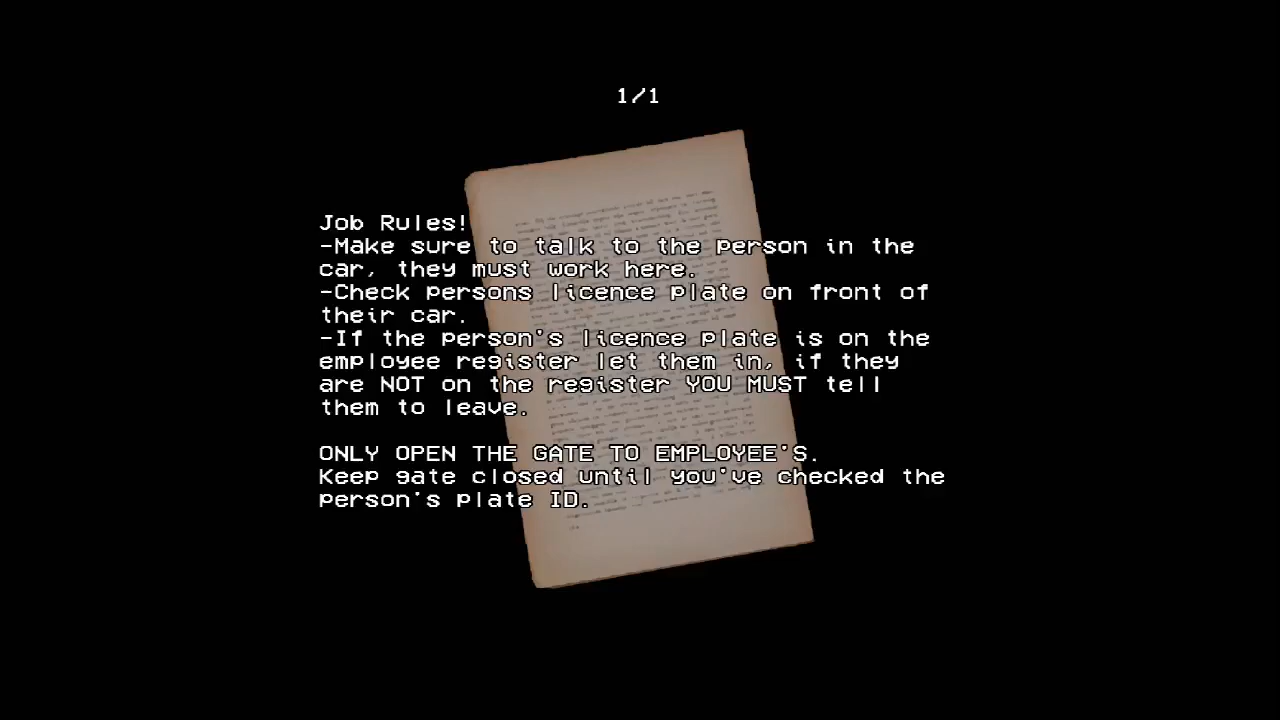 1/1
Job Rules!
-Make sure to talk to the person in the
car, they must work here.
-Check persons licence plate on front of
their car.
-If the person's licence plate is on the
employee register let them in, if they
are NOT on the register YOU MUST tell
them to leave.
ONLY OPEN THE GATE TO EMPLOYEE'S.
Keep gate closed until you've checked the
person's plate ID.